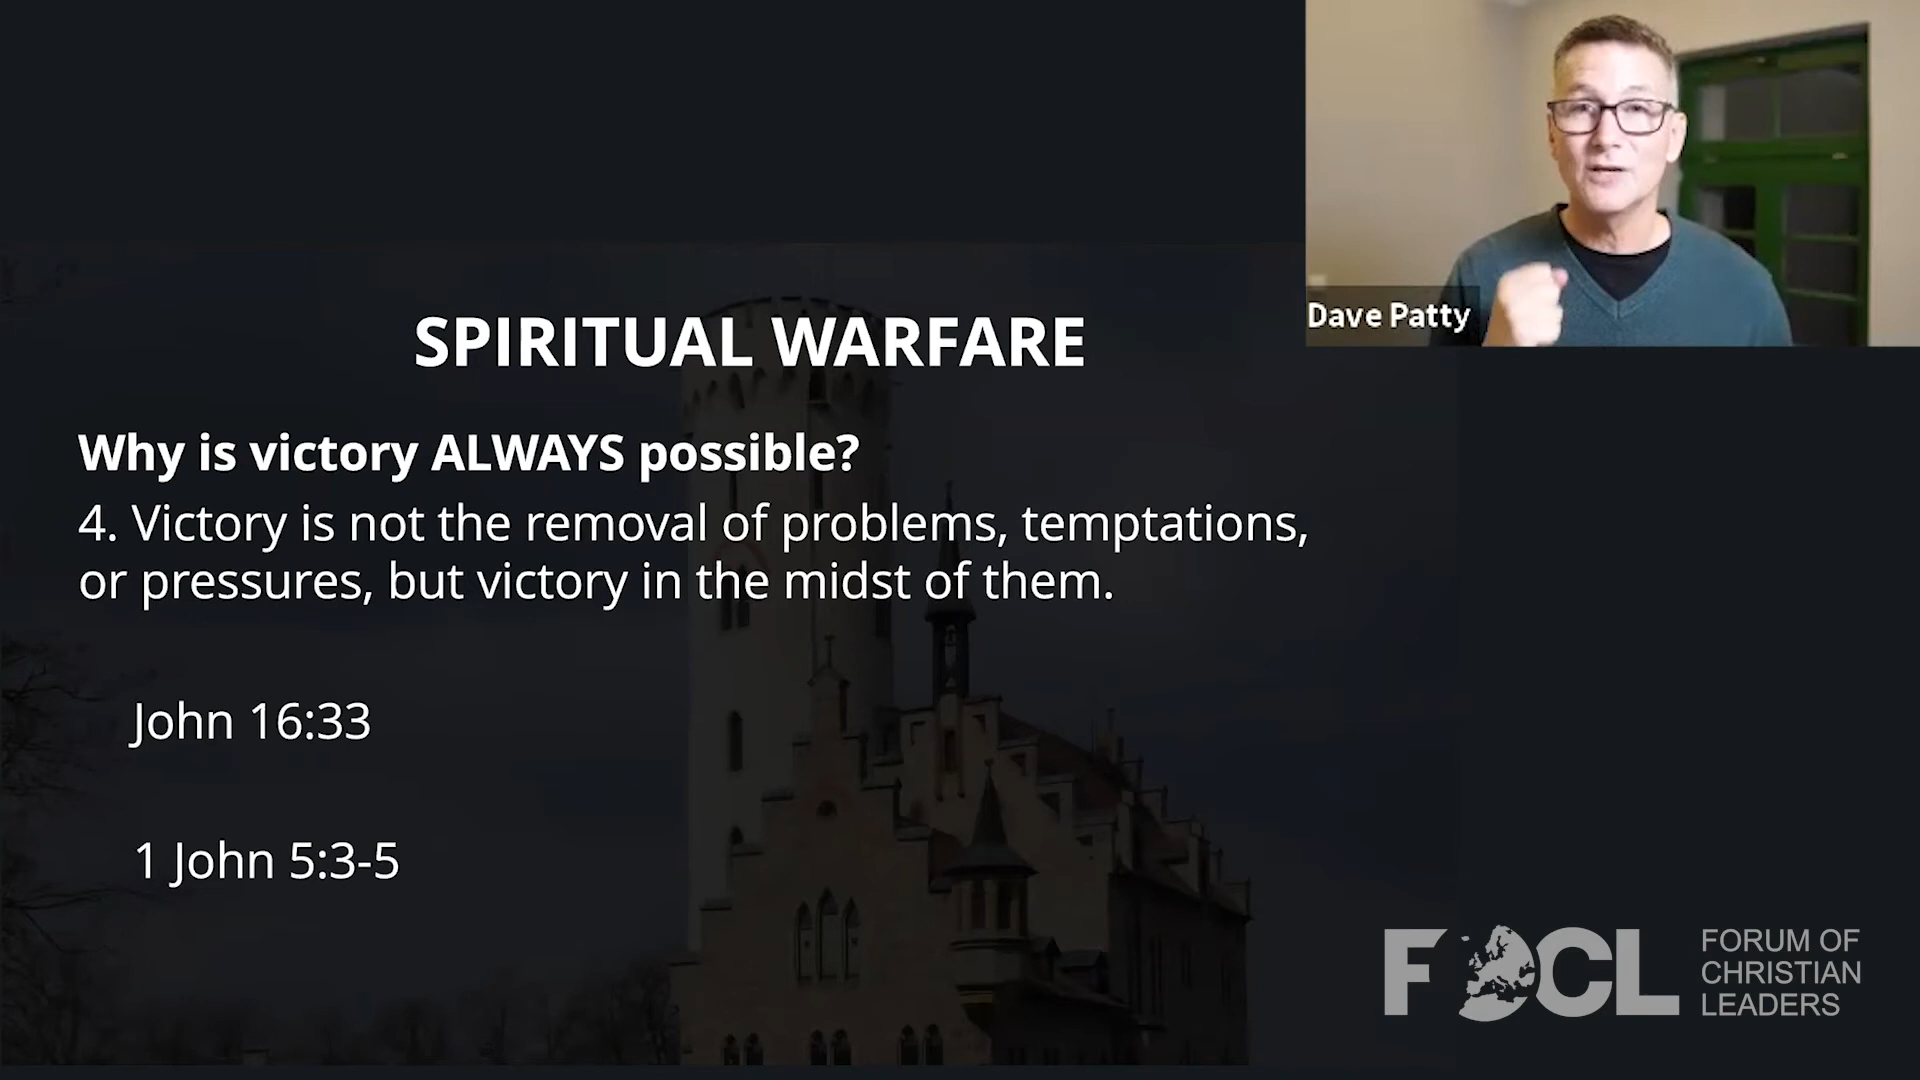 Dave Patty
SPIRITUAL WARFARE
Why is victory ALWAYS possible?
4. Victory is not the removal of problems, temptations,
or pressures, but victory in the midst of them.
John 16:33
1 John 5:3-5
FOCL
FORUM OF
CHRISTIAN
LEADERS